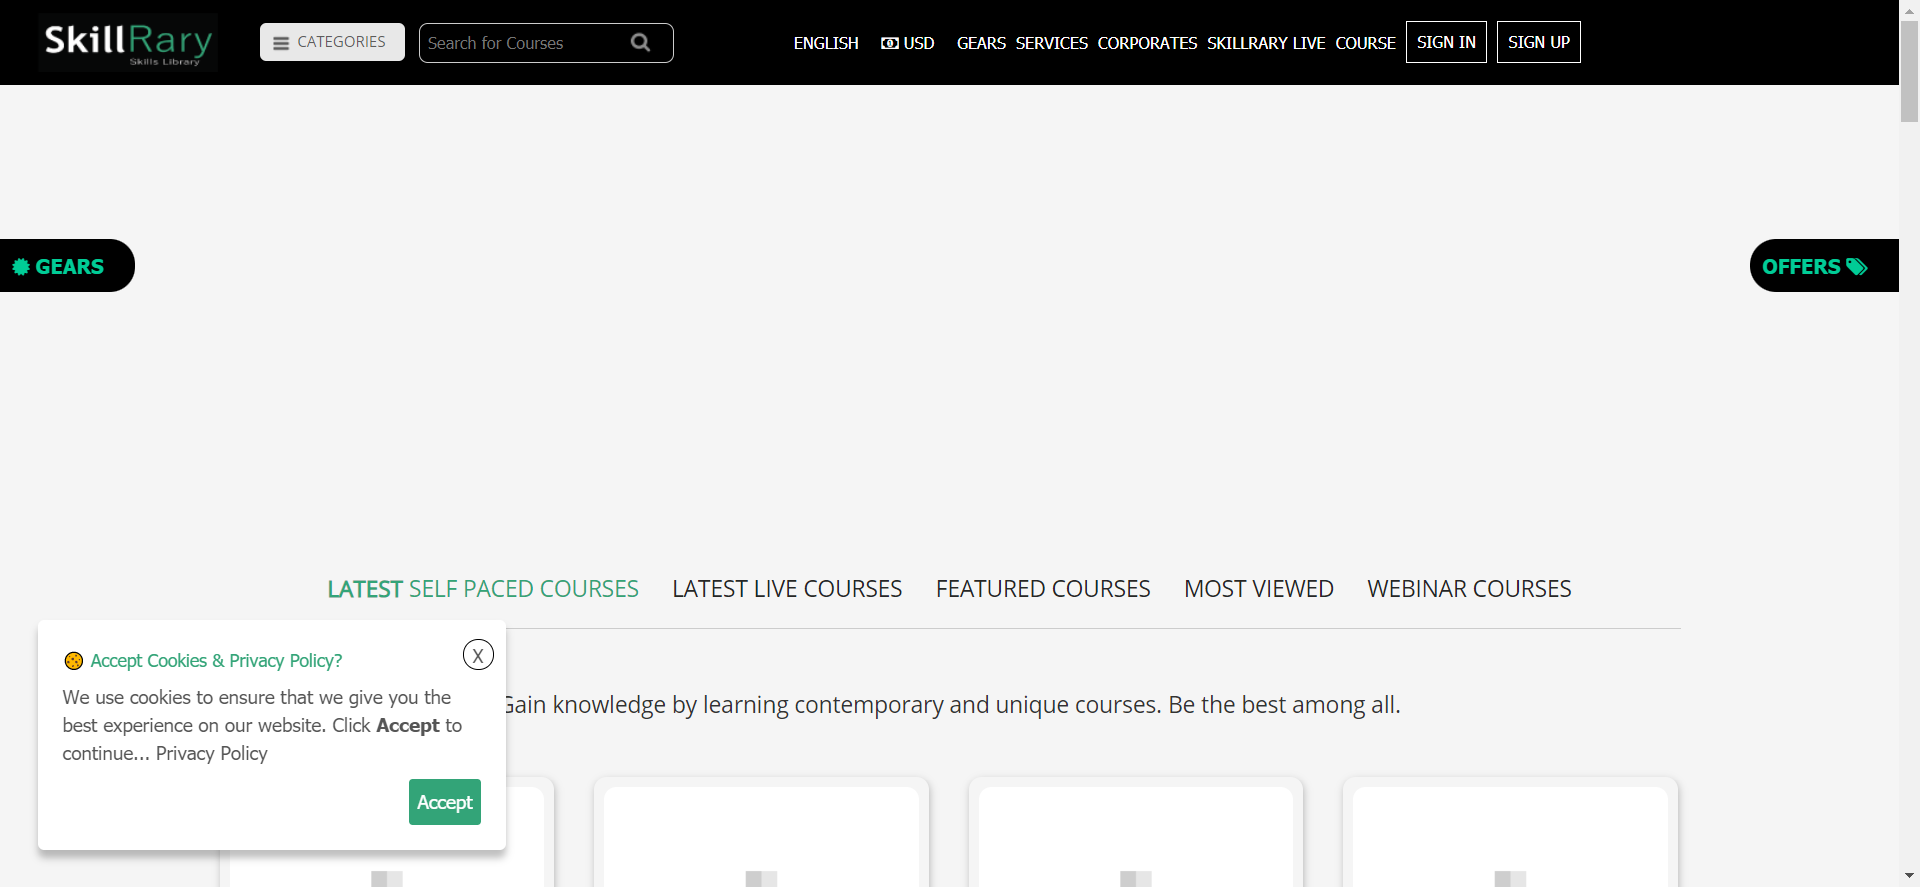 SkillRary
Skills Library
CATEGORIES
Search for Courses
ENGLISH USD GEARS SERVICES CORPORATES SKILLRARY LIVE COURSE SIGN IN SIGN UP
GEARS
OFFERS
LATEST SELF PACED COURSES LATEST LIVE COURSES FEATURED COURSES MOST VIEWED WEBINAR COURSES
Gain knowledge by learning contemporary and unique courses. Be the best among all.
Accept Cookies & Privacy Policy?
X
We use cookies to ensure that we give you the
best experience on our website. Click Accept to
continue... Privacy Policy
Accept